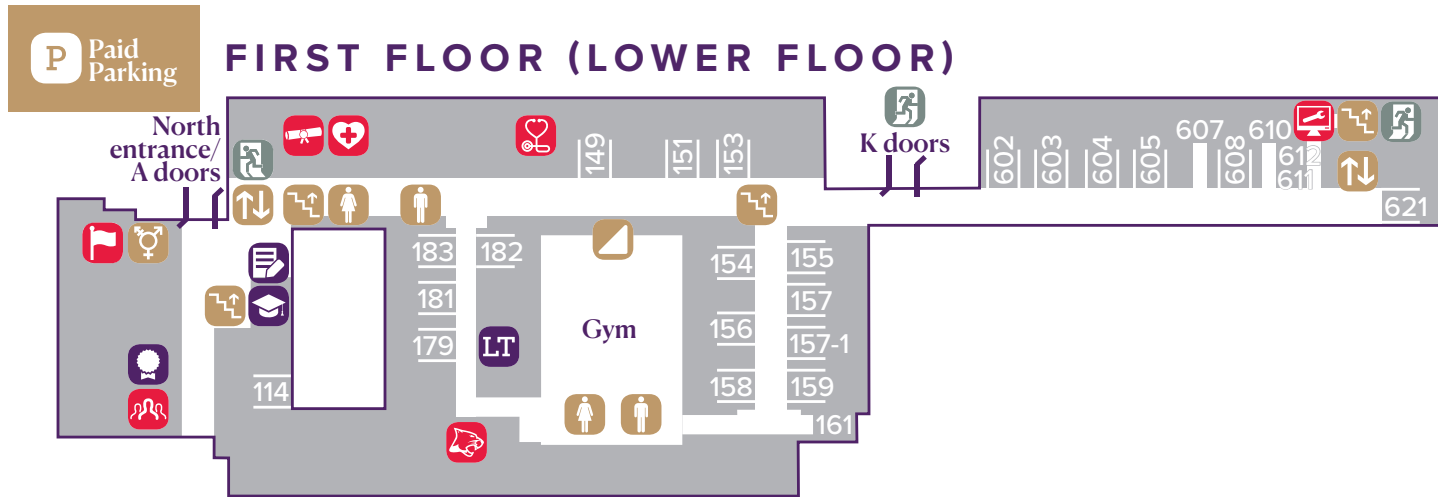 P Paid
Parking
FIRST FLOOR (LOWER FLOOR)
North
entrance/
A doors
K doors
149
151
153
602
603
604
605
607
608
610
612
611
621
183
182
181
179
LT
Gym
154
155
156
157
157-1
158
159
161
114